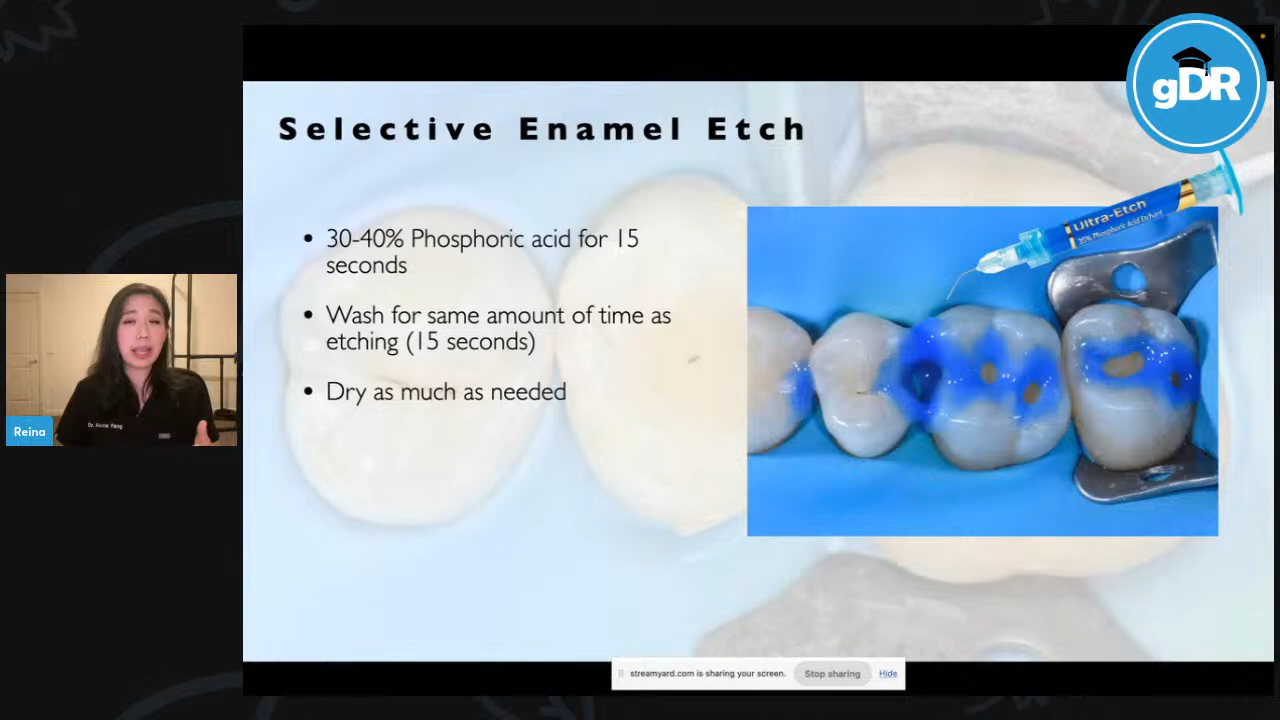 gDR
Selective Enamel Etch
Ultra-Etch
35% Phosphoric Acid Etchant
• 30-40% Phosphoric acid for 15
seconds
• Wash for same amount of time as
etching (15 seconds)
• Dry as much as needed
Reina
streamyard.com is sharing your screen.
Stop sharing
Hide